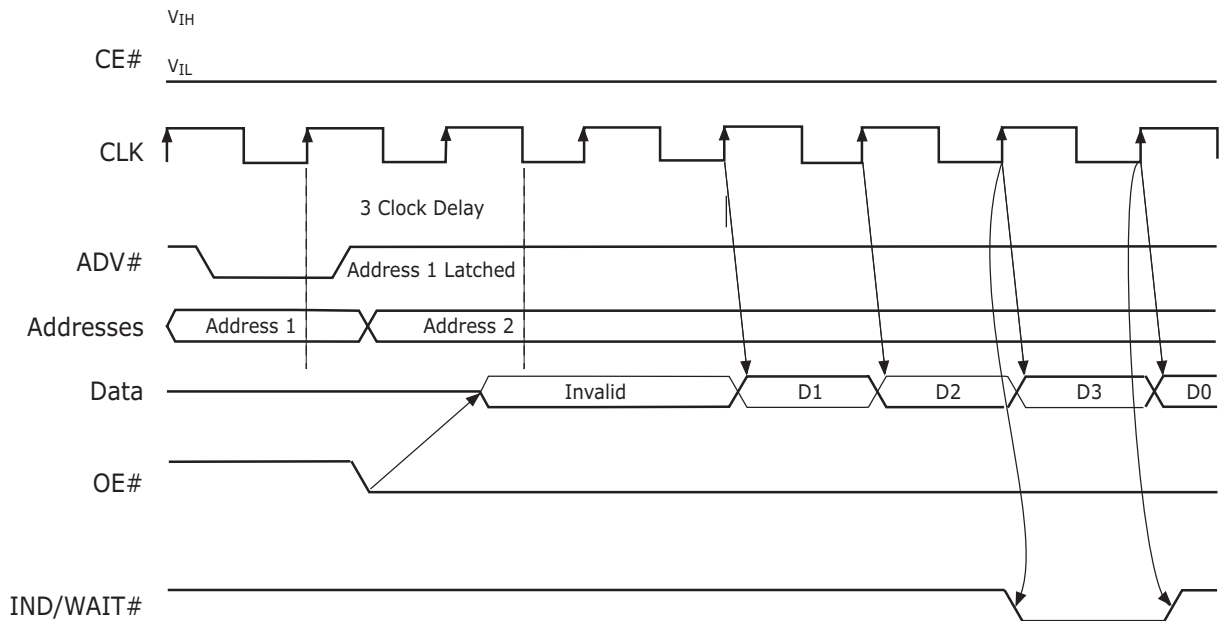 VIH
CE#
VIL
CLK
3 Clock Delay
ADV#
Address 1 Latched
Addresses
Address 1
Address 2
Data
Invalid
D1
D2
D3
D0
OE#
IND/WAIT#